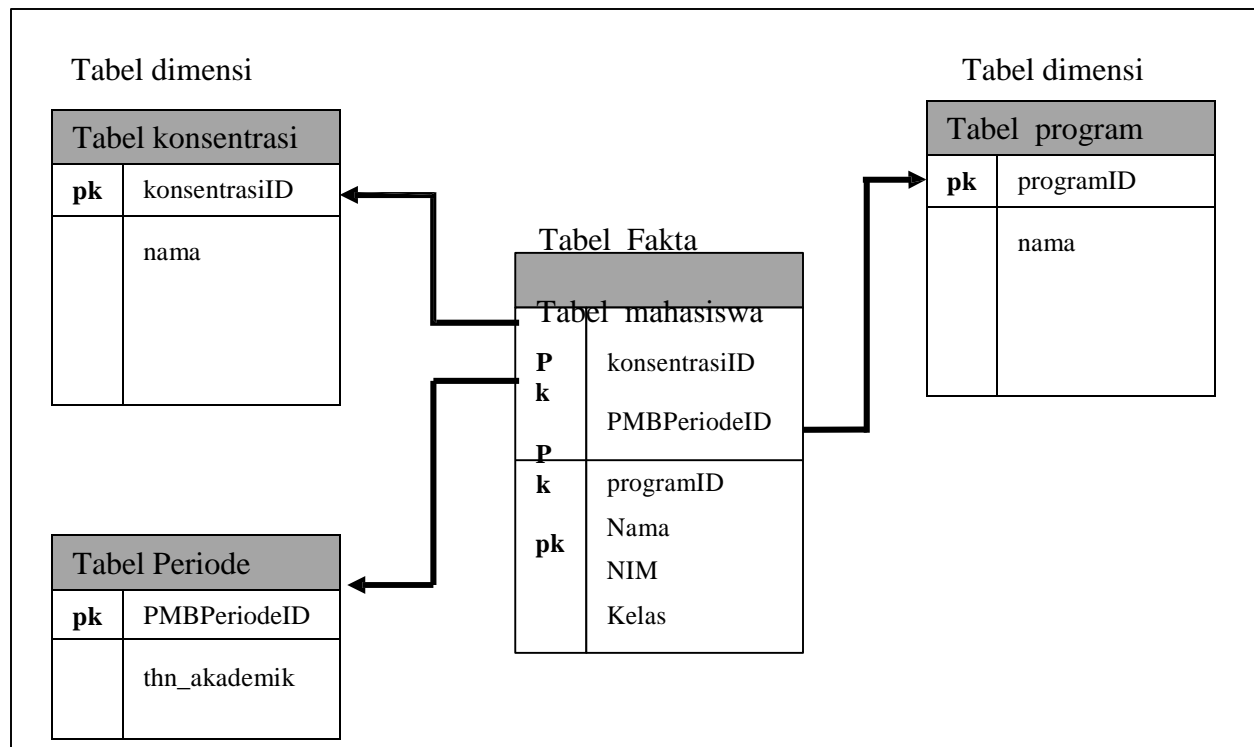 Tabel dimensi
Tabel konsentrasi
pk konsentrasiID
nama
Tabel dimensi
Tabel program
pk programID
nama
Tabel Fakta
Tabel mahasiswa
P
k
konsentrasiID
PMBPeriodeID
P
k
programID
Nama
pk
NIM
Kelas
Tabel Periode
pk PMBPeriodeID
thn_akademik